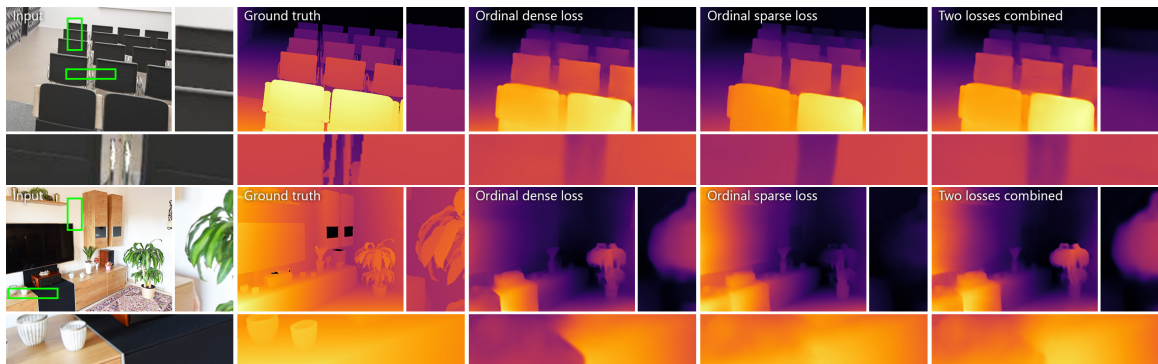 Input
Ground truth
Ordinal dense loss
Ordinal sparse loss
Two losses combined
Input
Ground truth
Ordinal dense loss
Ordinal sparse loss
Two losses combined